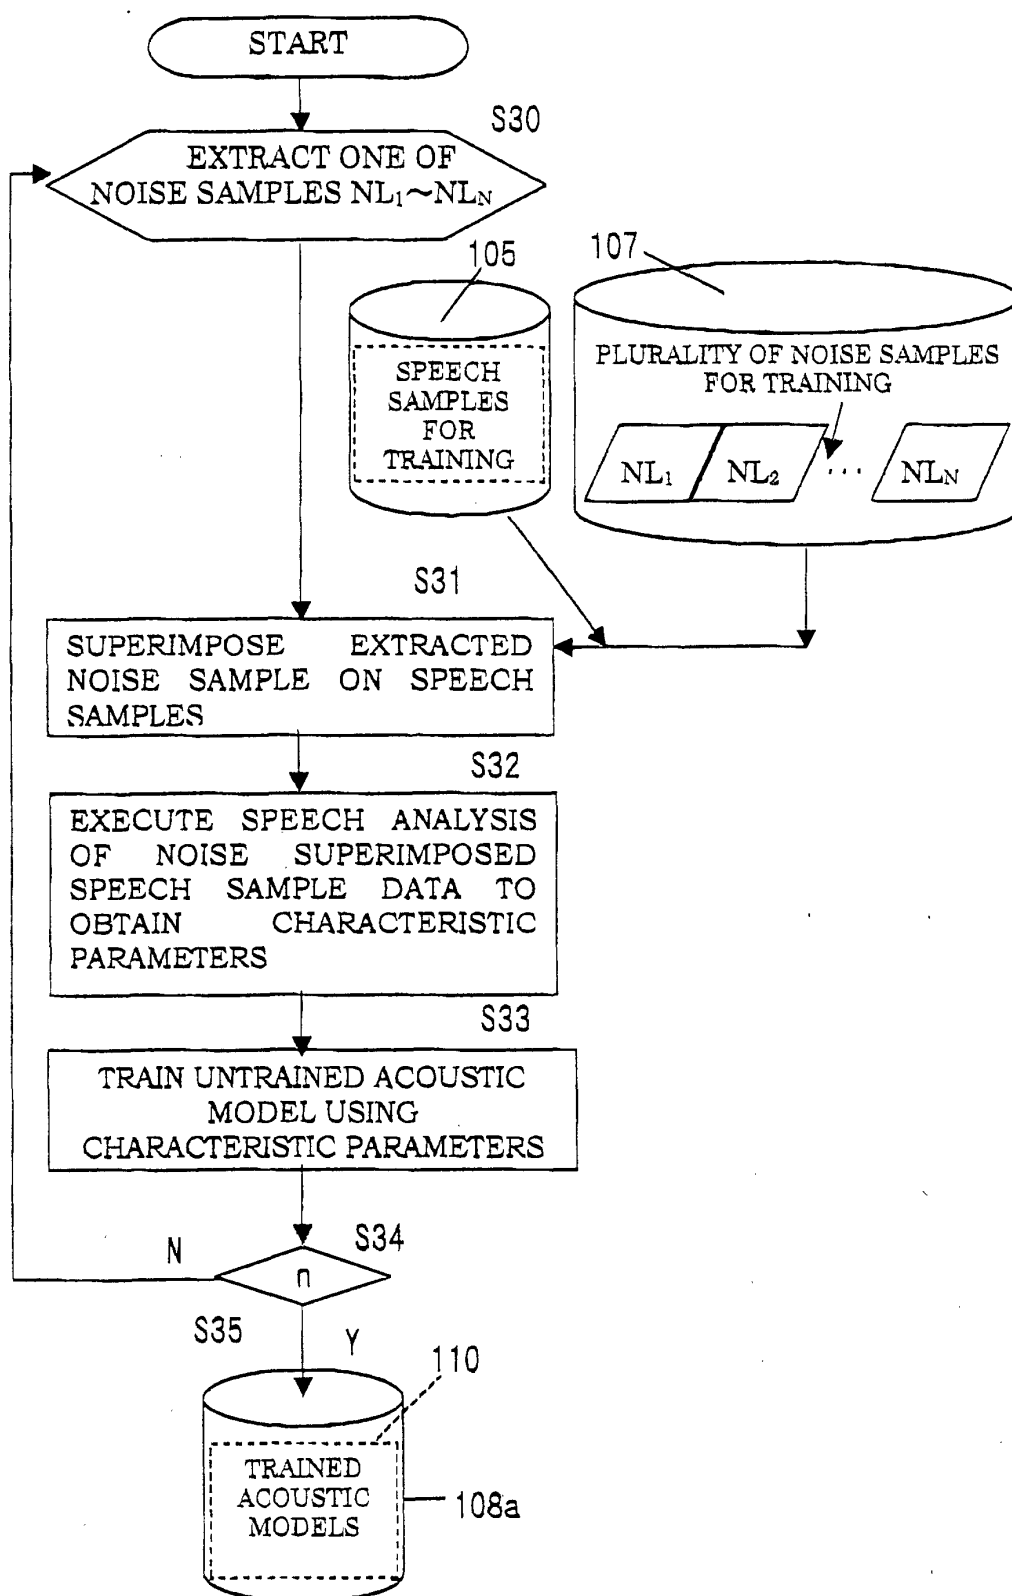 START
S30
EXTRACT ONE OF
NOISE SAMPLES NL₁~NL_N
105
107
SPEECH
SAMPLES
FOR
TRAINING
PLURALITY OF NOISE SAMPLES
FOR TRAINING
NL₁
NL₂
...
NL_N
S31
SUPERIMPOSE EXTRACTED
NOISE SAMPLE ON SPEECH
SAMPLES
S32
EXECUTE SPEECH ANALYSIS
OF NOISE SUPERIMPOSED
SPEECH SAMPLE DATA TO
OBTAIN CHARACTERISTIC
PARAMETERS
S33
TRAIN UNTRAINED ACOUSTIC
MODEL USING
CHARACTERISTIC PARAMETERS
S34
N
n
S35
Y
110
TRAINED
ACOUSTIC
MODELS
108a